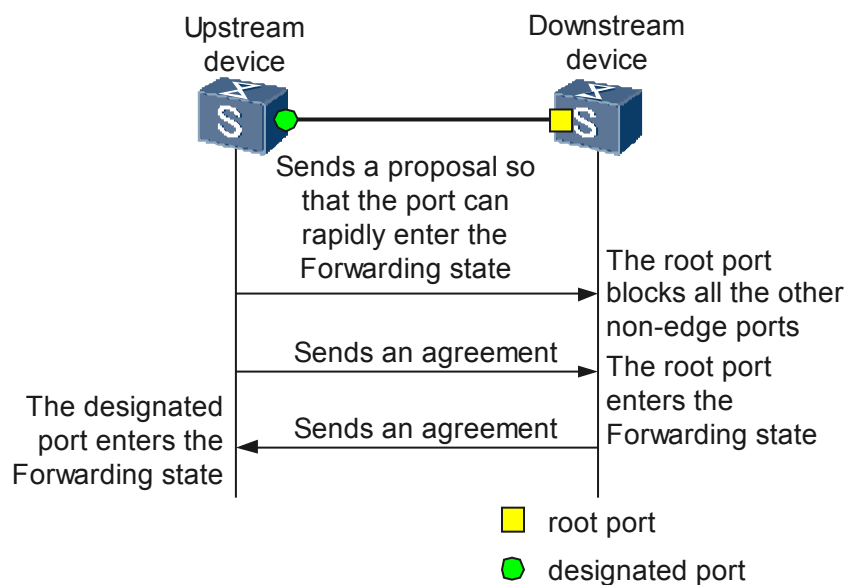 Upstream
device
Downstream
device
S
S
Sends a proposal so
that the port can
rapidly enter the
Forwarding state
The root port
blocks all the other
non-edge ports
Sends an agreement
The root port
enters the
Forwarding state
The designated
port enters the
Forwarding state
Sends an agreement
root port
designated port